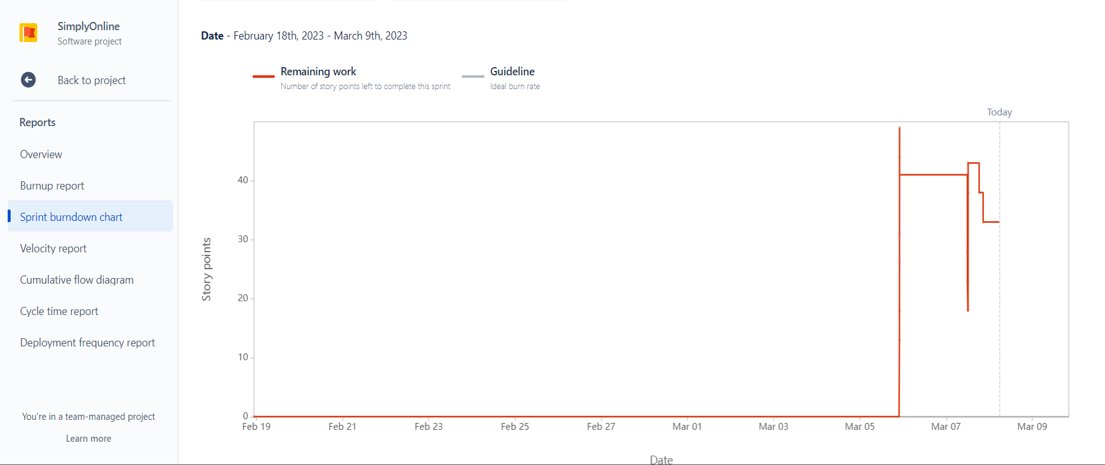 SimplyOnline
Software project
Back to project
Reports
Overview
Burnup report
Sprint burndown chart
Velocity report
Cumulative flow diagram
Cycle time report
Deployment frequency report
You're in a team-managed project
Learn more
Date - February 18th, 2023 - March 9th, 2023
Remaining work
Number of story points left to complete this sprint
Guideline
Ideal burn rate
Today
Story points
40
30
20
10
0
Feb 19 Feb 21 Feb 23 Feb 25 Feb 27 Mar 01 Mar 03 Mar 05 Mar 07 Mar 09
Date